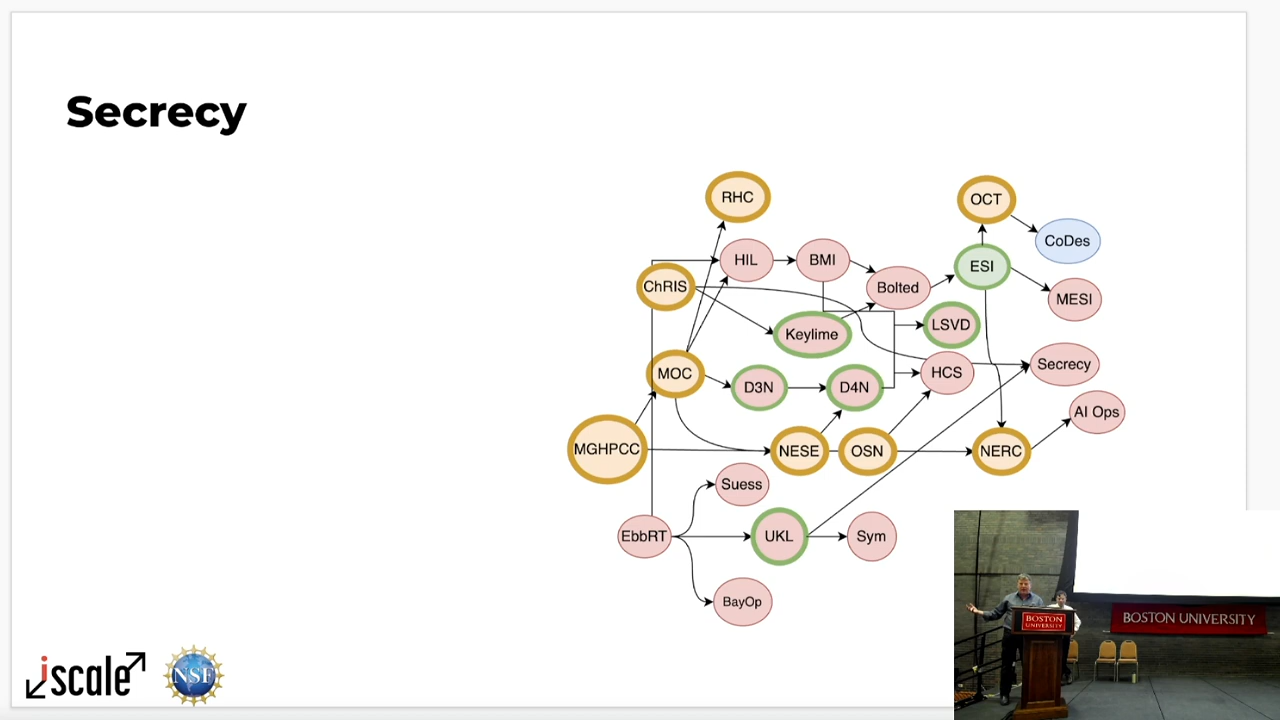 Secrecy
RHC
OCT
CoDes
HIL
BMI
ESI
ChRIS
Bolted
MESI
Keylime
LSVD
MOC
D3N
D4N
HCS
Secrecy
AI Ops
MGHPCC
NESE
OSN
NERC
Suess
EbbRT
UKL
Sym
BayOp
iscale
NSF
BOSTON
UNIVERSITY
BOSTON UNIVERSITY